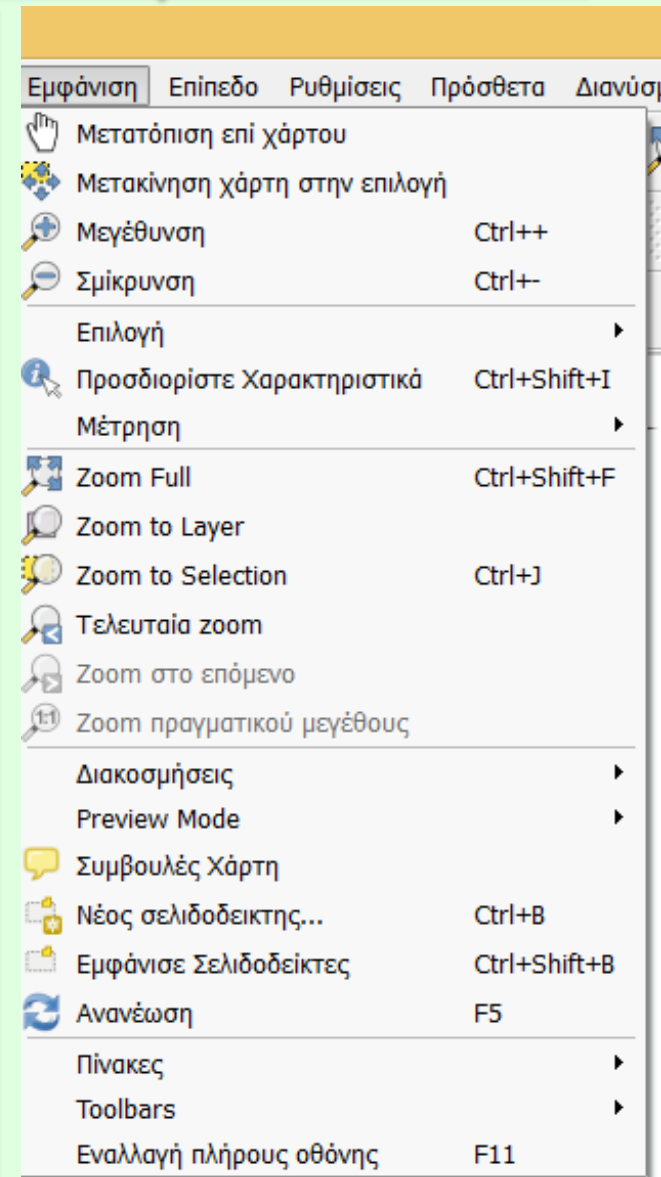 Εμφάνιση Επίπεδο Ρυθμίσεις Πρόσθετα
Μετατόπιση επί χάρτου
Μετακίνηση χάρτη στην επιλογή
Μεγέθυνση Ctrl++
Σμίκρυνση Ctrl+-
Επιλογή
Προσδιορίστε Χαρακτηριστικά Ctrl+Shift+I
Μέτρηση
Zoom Full Ctrl+Shift+F
Zoom to Layer
Zoom to Selection Ctrl+J
Τελευταία zoom
Zoom στο επόμενο
1:1 Zoom πραγματικού μεγέθους
Διακοσμήσεις
Preview Mode
Συμβουλές Χάρτη
Νέος σελιδοδεικτης... Ctrl+B
Εμφάνισε Σελιδοδείκτες Ctrl+Shift+B
Ανανέωση F5
Πίνακες
Toolbars
Εναλλαγή πλήρους οθόνης F11